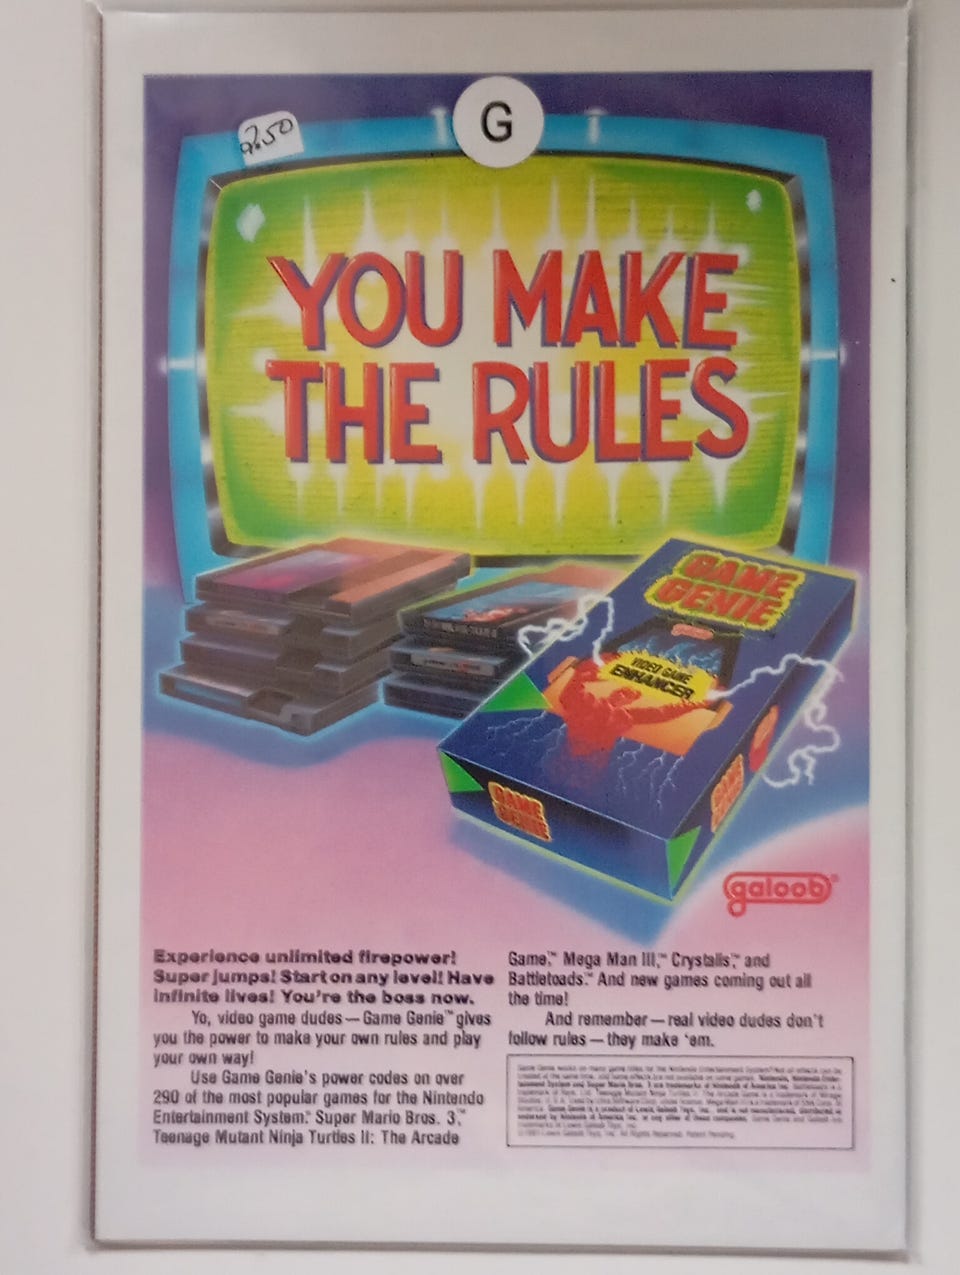 G
2.50
YOU MAKE
THE RULES
GAME
GENIE
galoob
VIDEO GAME
ENHANCER
GAME
GENIE
GAME
GENIE
galoob®
Experience unlimited firepower!
Super jumps! Start on any level! Have
infinite lives! You're the boss now.
Yo, video game dudes — Game Genie™ gives
you the power to make your own rules and play
your own way!
Use Game Genie's power codes on over
290 of the most popular games for the Nintendo
Entertainment System.™ Super Mario Bros. 3,™
Teenage Mutant Ninja Turtles II: The Arcade
Game,™ Mega Man III,™ Crystalis,™ and
Battletoads.™ And new games coming out all
the time!
And remember — real video dudes don't
follow rules — they make 'em.